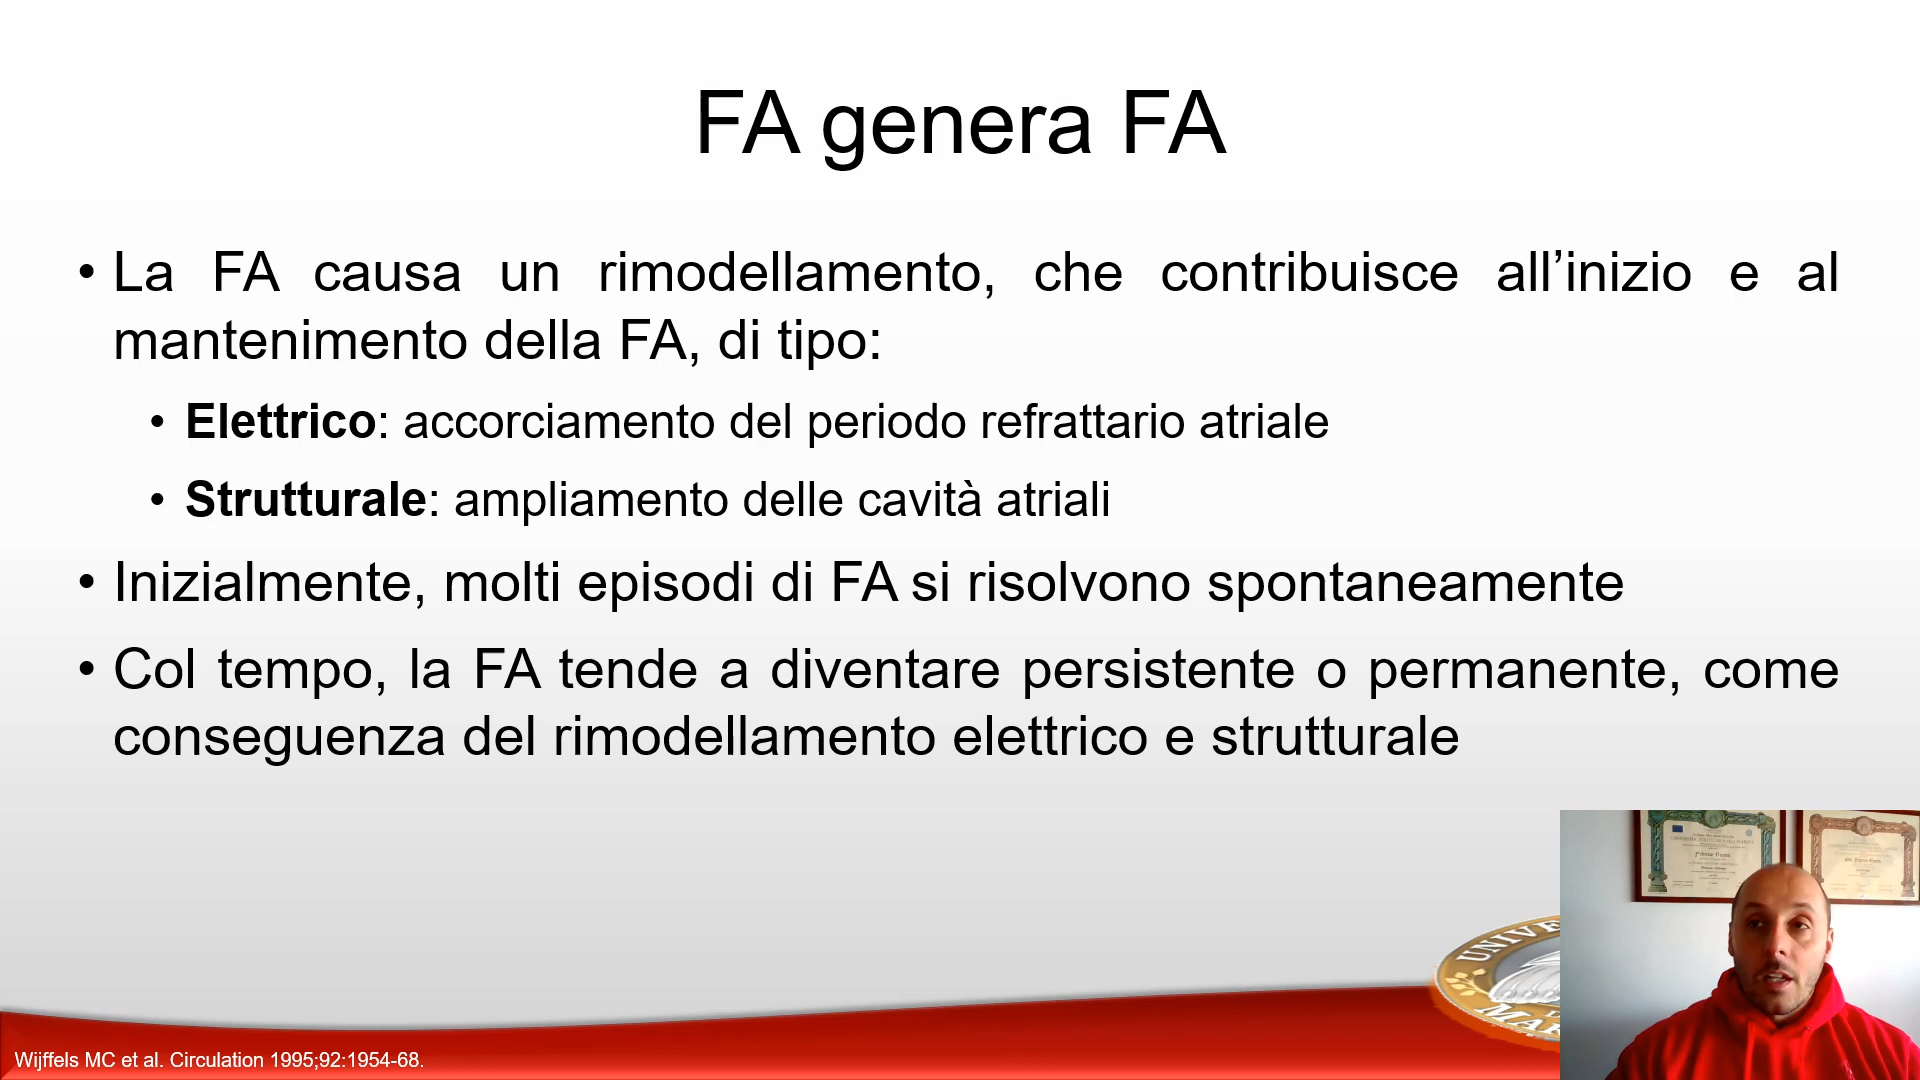 FA genera FA
• La FA causa un rimodellamento, che contribuisce all’inizio e al
mantenimento della FA, di tipo:
• Elettrico: accorciamento del periodo refrattario atriale
• Strutturale: ampliamento delle cavità atriali
• Inizialmente, molti episodi di FA si risolvono spontaneamente
• Col tempo, la FA tende a diventare persistente o permanente, come
conseguenza del rimodellamento elettrico e strutturale
Wijffels MC et al. Circulation 1995;92:1954-68.